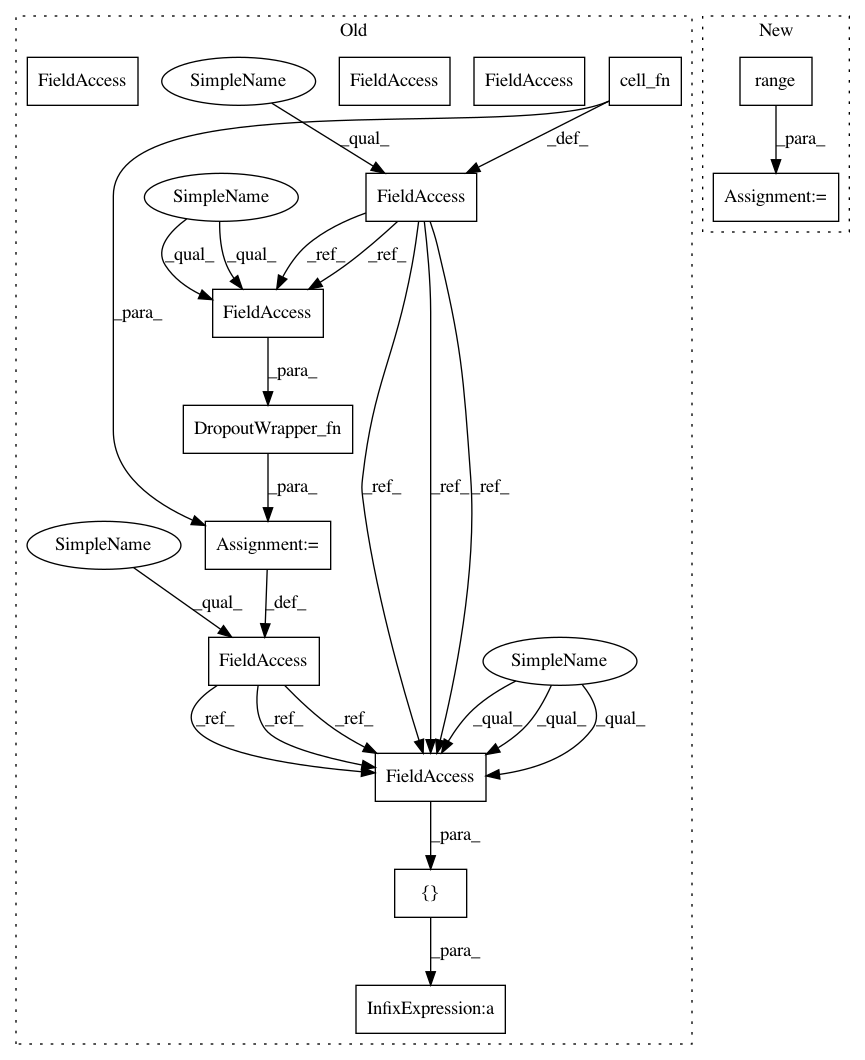 Old
New
FieldAccess
SimpleName
FieldAccess
FieldAccess
cell_fn
range
_qual_
_def_
_para_
SimpleName
FieldAccess
Assignment:=
_qual_
_qual_
_ref_
_ref_
_para_
FieldAccess
_para_
DropoutWrapper_fn
_para_
_ref_
_ref_
_ref_
SimpleName
Assignment:=
_qual_
_def_
FieldAccess
SimpleName
_ref_
_ref_
_ref_
_qual_
_qual_
_qual_
FieldAccess
_para_
{}
_para_
InfixExpression:a